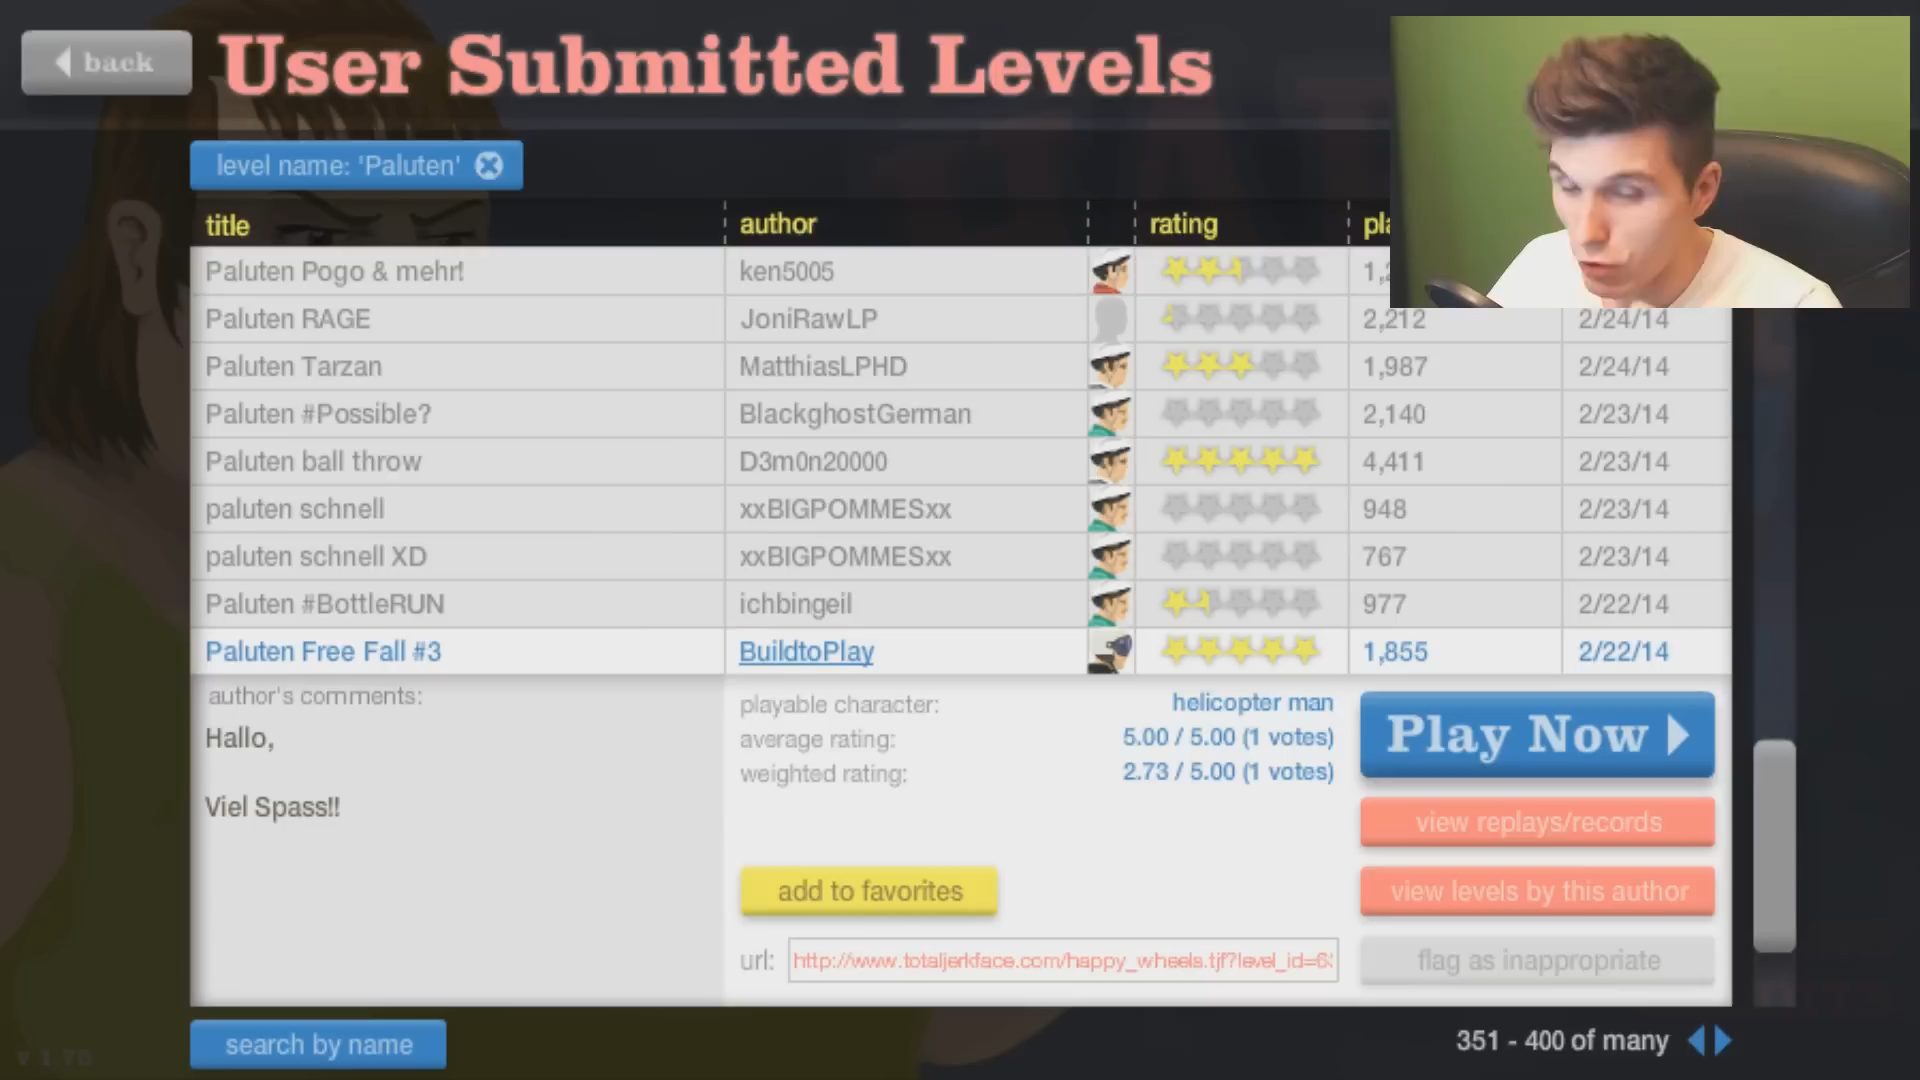 back
User Submitted Levels
level name: 'Paluten'
title author rating
Paluten Pogo & mehr! ken5005
Paluten RAGE JoniRawLP 2,212 2/24/14
Paluten Tarzan MatthiasLPHD 1,987 2/24/14
Paluten #Possible? BlackghostGerman 2,140 2/23/14
Paluten ball throw D3m0n20000 4,411 2/23/14
paluten schnell xxBIGPOMMESxx 948 2/23/14
paluten schnell XD xxBIGPOMMESxx 767 2/23/14
Paluten #BottleRUN ichbingeil 977 2/22/14
Paluten Free Fall #3 BuildtoPlay 1,855 2/22/14
author's comments:
Hallo,
Viel Spass!!
playable character: helicopter man
average rating: 5.00 / 5.00 (1 votes)
weighted rating: 2.73 / 5.00 (1 votes)
add to favorites
url: http://www.totaljerkface.com/happy_wheels.tjf?level_id=6
Play Now
view replays/records
view levels by this author
flag as inappropriate
search by name
351 - 400 of many
v 1.75